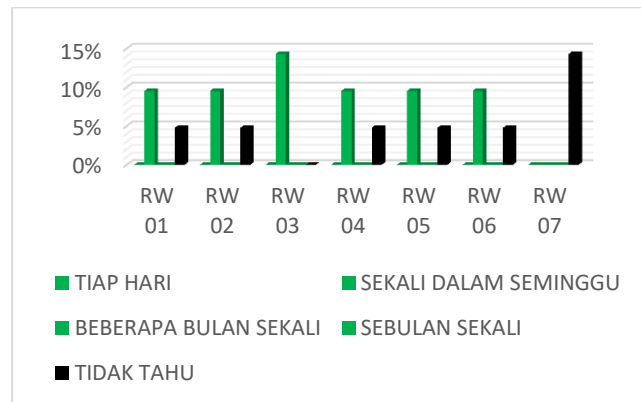 15%
10%
5%
0%
RW RW RW RW RW RW RW
01 02 03 04 05 06 07
TIAP HARI SEKALI DALAM SEMINGGU
BEBERAPA BULAN SEKALI SEBULAN SEKALI
TIDAK TAHU